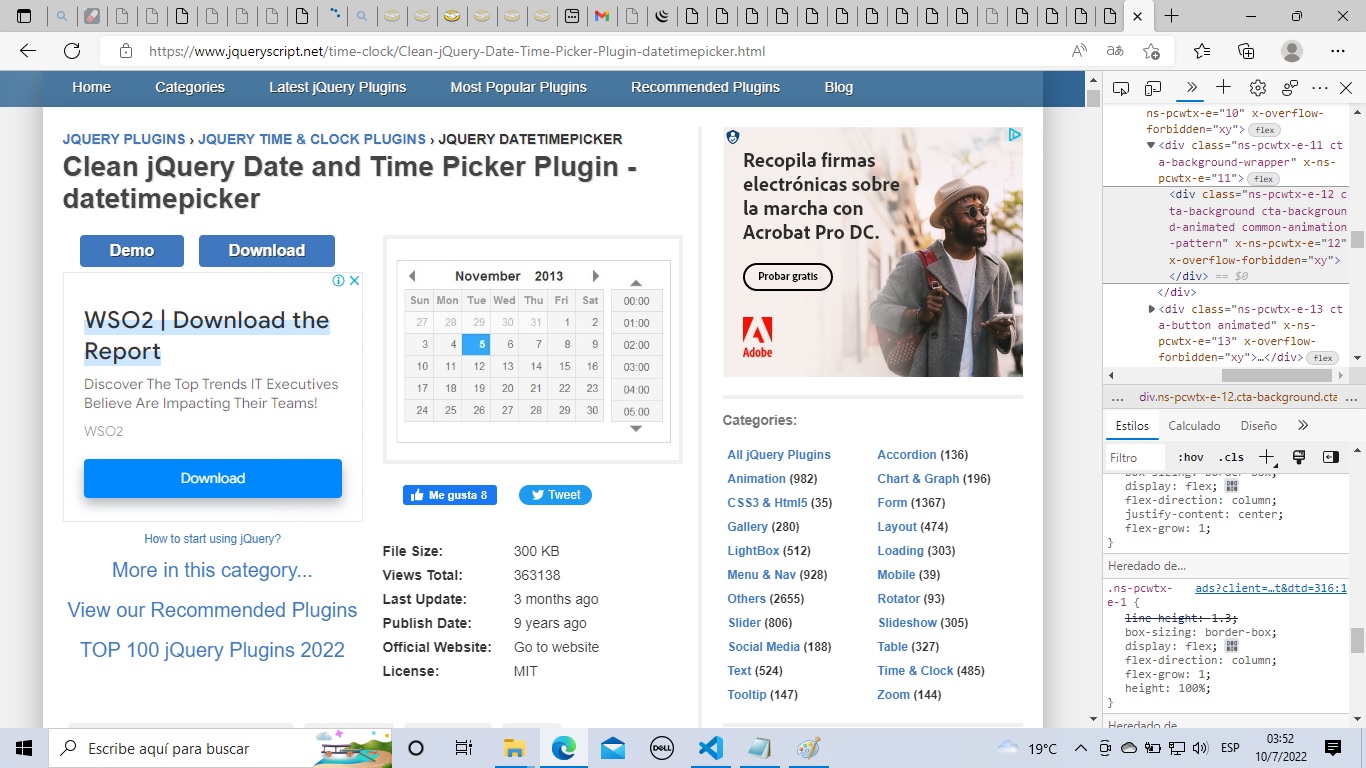 https://www.jqueryscript.net/time-clock/Clean-jQuery-Date-Time-Picker-Plugin-datetimepicker.html
Home Categories Latest jQuery Plugins Most Popular Plugins Recommended Plugins Blog
JQUERY PLUGINS › JQUERY TIME & CLOCK PLUGINS › JQUERY DATETIMEPICKER
Clean jQuery Date and Time Picker Plugin -
datetimepicker
Demo Download
WSO2 | Download the
Report
Discover The Top Trends IT Executives
Believe Are Impacting Their Teams!
WSO2
Download
How to start using jQuery?
More in this category...
View our Recommended Plugins
TOP 100 jQuery Plugins 2022
November 2013
Sun Mon Tue Wed Thu Fri Sat
27 28 29 30 31 1 2
3 4 5 6 7 8 9
10 11 12 13 14 15 16
17 18 19 20 21 22 23
24 25 26 27 28 29 30
00:00
01:00
02:00
03:00
04:00
05:00
Me gusta 8 Tweet
File Size: 300 KB
Views Total: 363138
Last Update: 3 months ago
Publish Date: 9 years ago
Official Website: Go to website
License: MIT
Recopila firmas
electrónicas sobre
la marcha con
Acrobat Pro DC.
Probar gratis
Adobe
Categories:
All jQuery Plugins Accordion (136)
Animation (982) Chart & Graph (196)
CSS3 & Html5 (35) Form (1367)
Gallery (280) Layout (474)
LightBox (512) Loading (303)
Menu & Nav (928) Mobile (39)
Others (2655) Rotator (93)
Slider (806) Slideshow (305)
Social Media (188) Table (327)
Text (524) Time & Clock (485)
Tooltip (147) Zoom (144)
ns-pcwtx-e="10" x-overflow-
forbidden="xy"> flex
<div class="ns-pcwtx-e-11 ct
a-background-wrapper" x-ns-
pcwtx-e="11"> flex
<div class="ns-pcwtx-e-12 c
ta-background cta-backgroun
d-animated common-animation
-pattern" x-ns-pcwtx-e="12"
x-overflow-forbidden="xy">
</div> == $0
</div>
<div class="ns-pcwtx-e-13 ct
a-button animated" x-ns-
pcwtx-e="13" x-overflow-
forbidden="xy">…</div> flex
... div.ns-pcwtx-e-12.cta-background.cta ...
Estilos Calculado Diseño
Filtro :hov .cls
box-sizing: border-box;
display: flex;
flex-direction: column;
justify-content: center;
flex-grow: 1;
}
Heredado de...
.ns-pcwtx- ads?client=…t&dtd=316:1
e-1 {
line-height: 1.3;
box-sizing: border-box;
display: flex;
flex-direction: column;
flex-grow: 1;
height: 100%;
}
Heredado de
Escribe aquí para buscar
DELL
19°C
ESP
03:52
10/7/2022